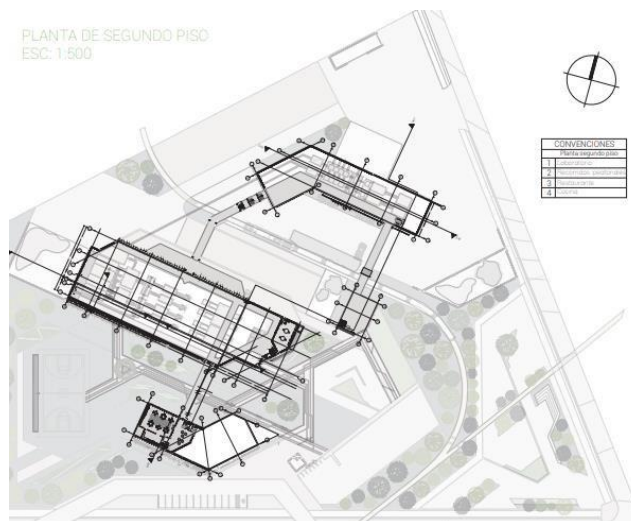 PLANTA DE SEGUNDO PISO
ESC: 1:500
CONVENCIONES
Planta segundo piso
1 Laboratorio
2 Recorridos peatonales
3 Restaurante
4 Cocina